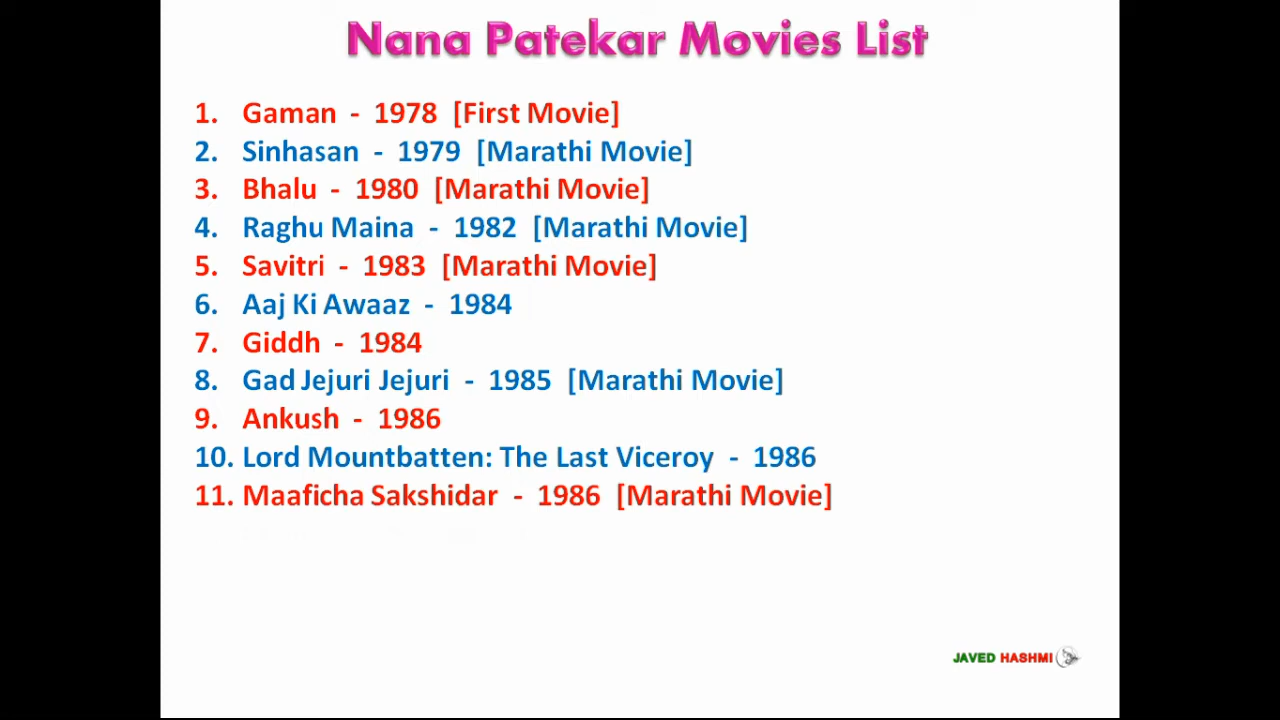 Nana Patekar Movies List
1. Gaman - 1978 [First Movie]
2. Sinhasan - 1979 [Marathi Movie]
3. Bhalu - 1980 [Marathi Movie]
4. Raghu Maina - 1982 [Marathi Movie]
5. Savitri - 1983 [Marathi Movie]
6. Aaj Ki Awaaz - 1984
7. Giddh - 1984
8. Gad Jejuri Jejuri - 1985 [Marathi Movie]
9. Ankush - 1986
10. Lord Mountbatten: The Last Viceroy - 1986
11. Maaficha Sakshidar - 1986 [Marathi Movie]
JAVED HASHMI